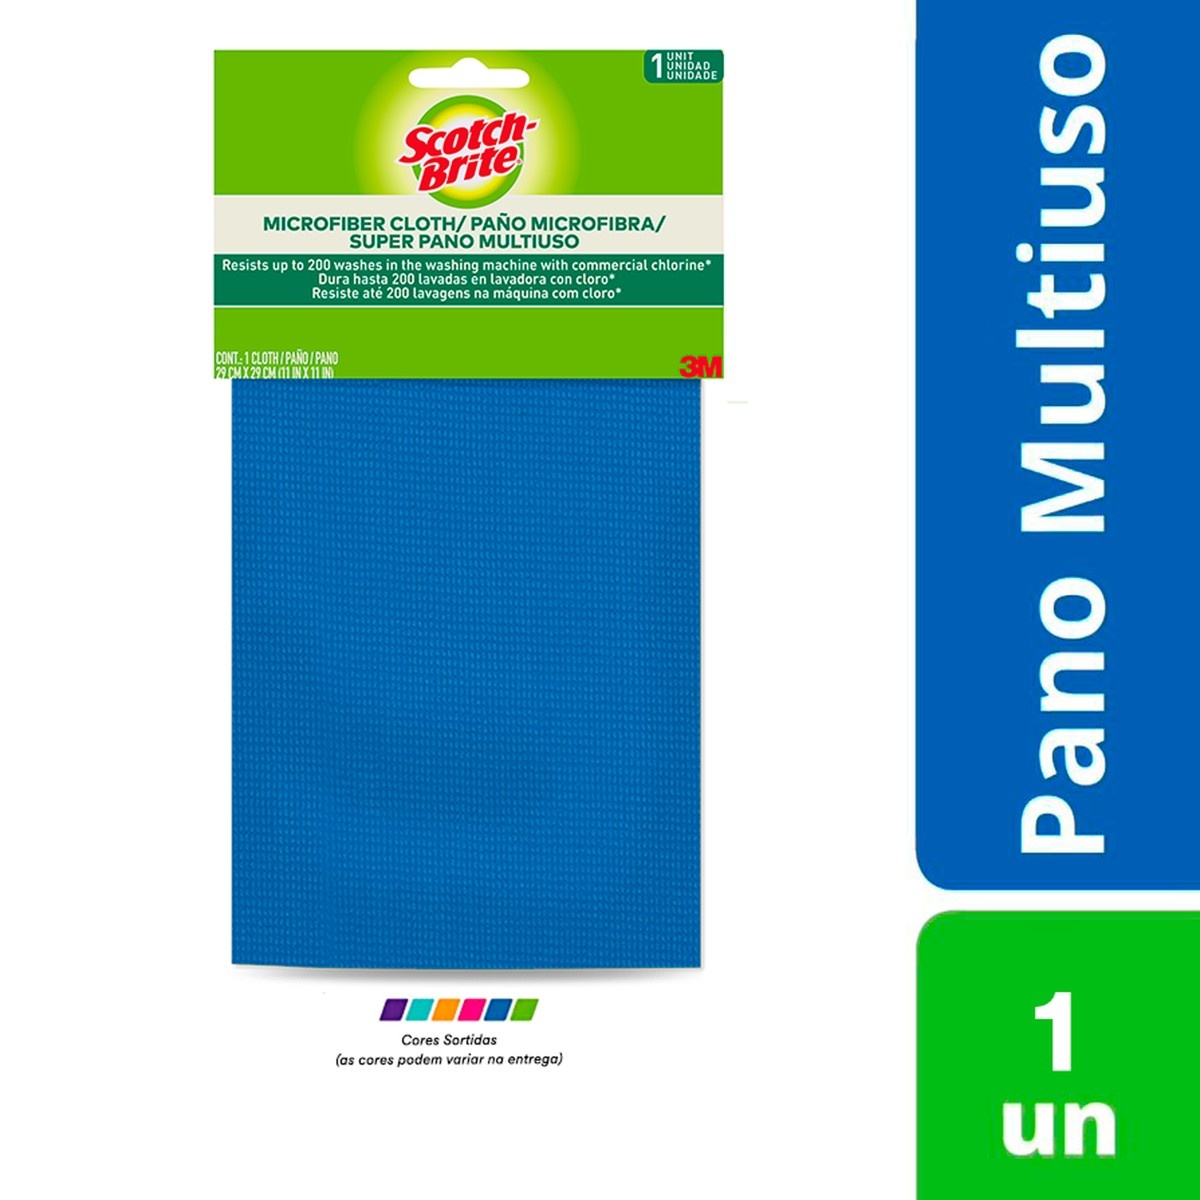 1 UNIT
UNIDAD
UNIDADE
Scotch-
Brite
MICROFIBER CLOTH/ PAÑO MICROFIBRA/
SUPER PANO MULTIUSO
Resists up to 200 washes in the washing machine with commercial chlorine*
Dura hasta 200 lavadas en lavadora con cloro*
Resiste até 200 lavagens na máquina com cloro*
CONT.: 1 CLOTH / PAÑO / PANO
29 CM X 29 CM (11 IN X 11 IN)
3M
Cores Sortidas
(as cores podem variar na entrega)
Pano Multiuso
1
un